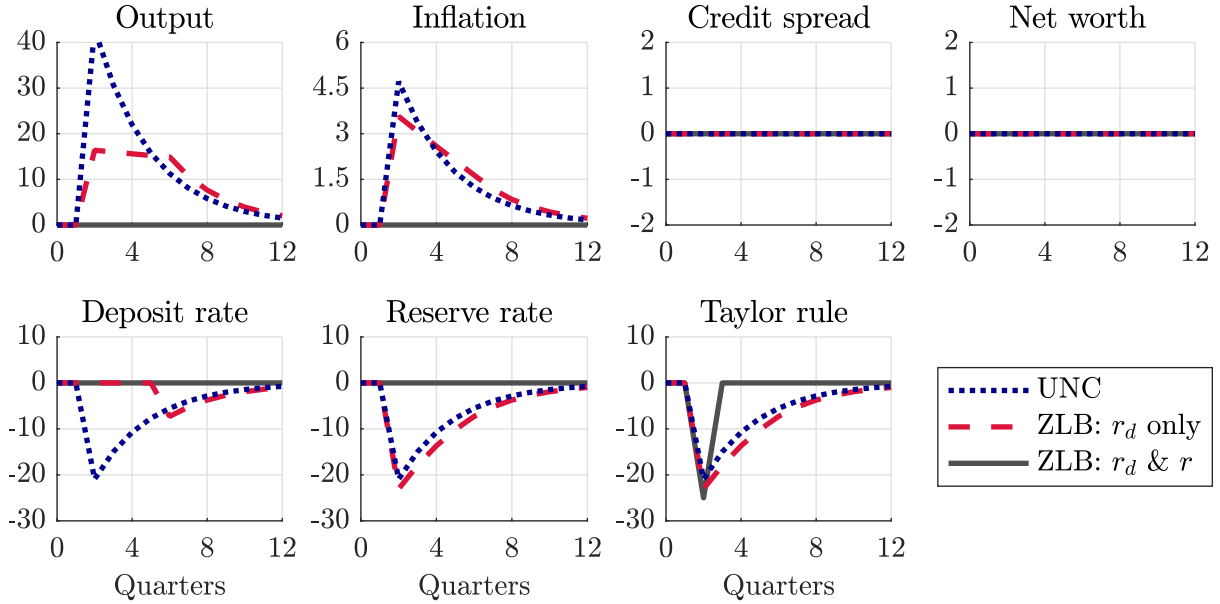 Output
40
30
20
10
0
0 4 8 12
Inflation
6
4.5
3
1.5
0
0 4 8 12
Credit spread
2
1
0
-1
-2
0 4 8 12
Net worth
2
1
0
-1
-2
0 4 8 12
Deposit rate
10
0
-10
-20
-30
0 4 8 12
Quarters
Reserve rate
10
0
-10
-20
-30
0 4 8 12
Quarters
Taylor rule
10
0
-10
-20
-30
0 4 8 12
Quarters
UNC
ZLB: r_d only
ZLB: r_d & r